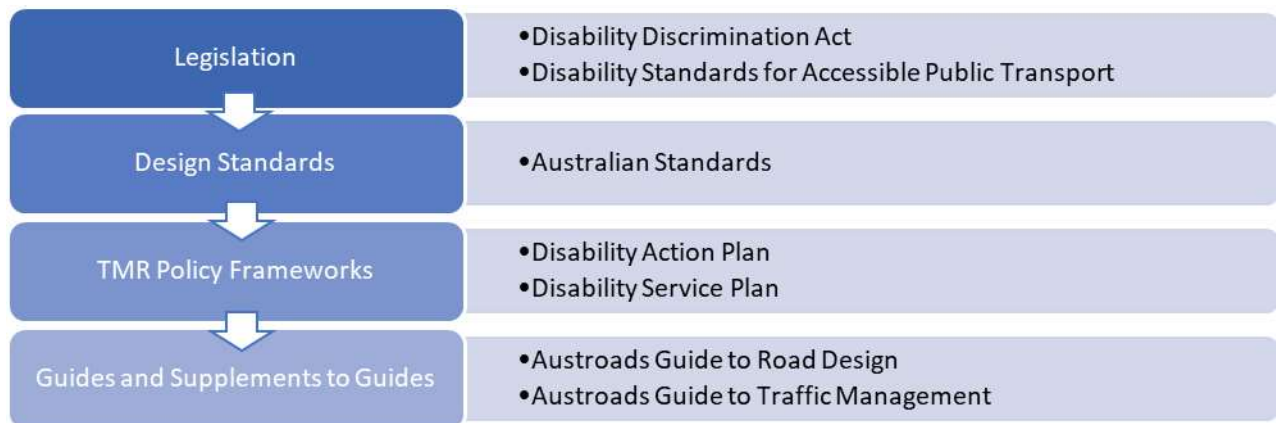 Legislation
•Disability Discrimination Act
•Disability Standards for Accessible Public Transport
Design Standards
•Australian Standards
TMR Policy Frameworks
•Disability Action Plan
•Disability Service Plan
Guides and Supplements to Guides
•Austroads Guide to Road Design
•Austroads Guide to Traffic Management